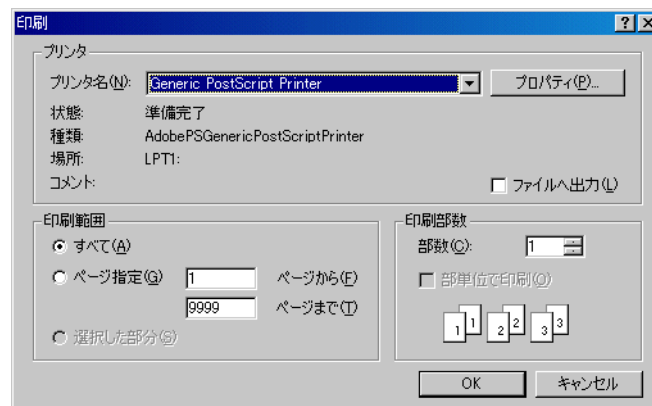 印刷
プリンタ
プリンタ名(N): Generic PostScript Printer プロパティ(P)...
状態: 準備完了
種類: AdobePSGenericPostScriptPrinter
場所: LPT1:
コメント: ファイルへ出力(L)
印刷範囲
すべて(A)
ページ指定(G) 1 ページから(F)
9999 ページまで(T)
選択した部分(S)
印刷部数
部数(C): 1
部単位で印刷(O)
1 1 2 2 3 3
OK キャンセル